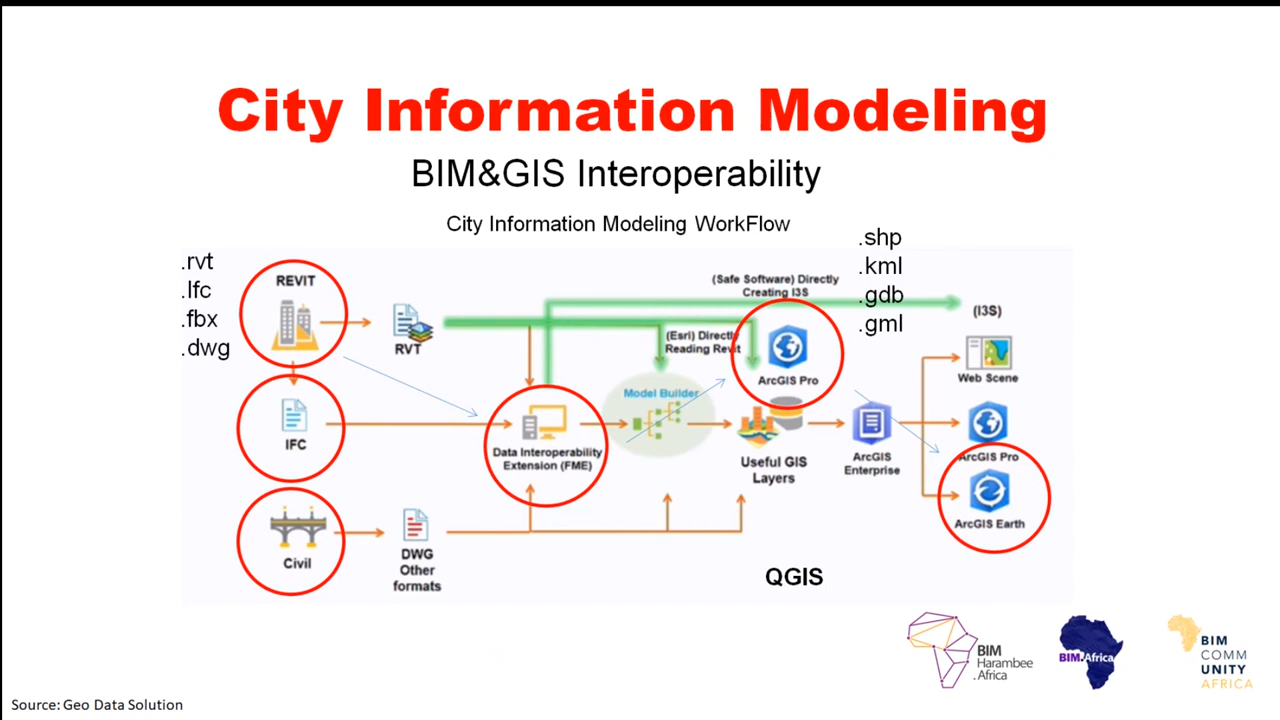 City Information Modeling
BIM&GIS Interoperability
City Information Modeling WorkFlow
.rvt
.Ifc
.fbx
.dwg
.shp
.kml
.gdb
.gml
REVIT
RVT
IFC
Civil
DWG
Other
formats
Data Interoperability
Extension (FME)
(Safe Software) Directly
Creating I3S
(Esri) Directly
Reading Revit
Model Builder
ArcGIS Pro
Useful GIS
Layers
ArcGIS
Enterprise
(I3S)
Web Scene
ArcGIS Pro
ArcGIS Earth
QGIS
BIM
Harambee
.Africa
BIM.Africa
BIM
COMM
UNITY
AFRICA
Source: Geo Data Solution